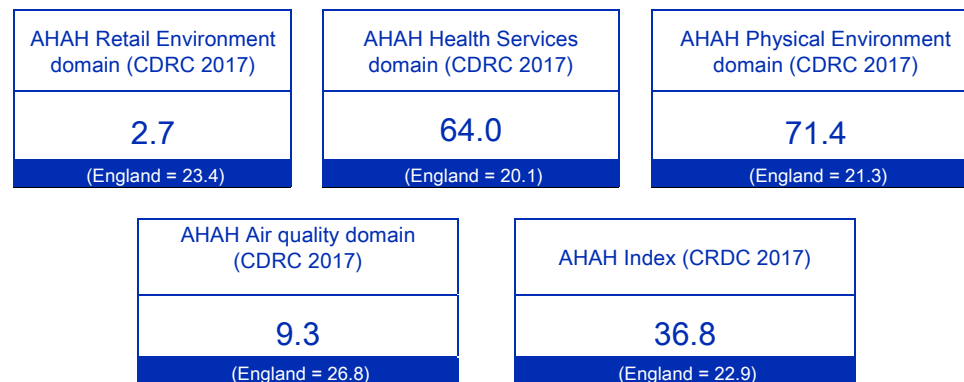 AHAH Retail Environment
domain (CDRC 2017)
2.7
(England = 23.4)
AHAH Health Services
domain (CDRC 2017)
64.0
(England = 20.1)
AHAH Physical Environment
domain (CDRC 2017)
71.4
(England = 21.3)
AHAH Air quality domain
(CDRC 2017)
9.3
(England = 26.8)
AHAH Index (CRDC 2017)
36.8
(England = 22.9)